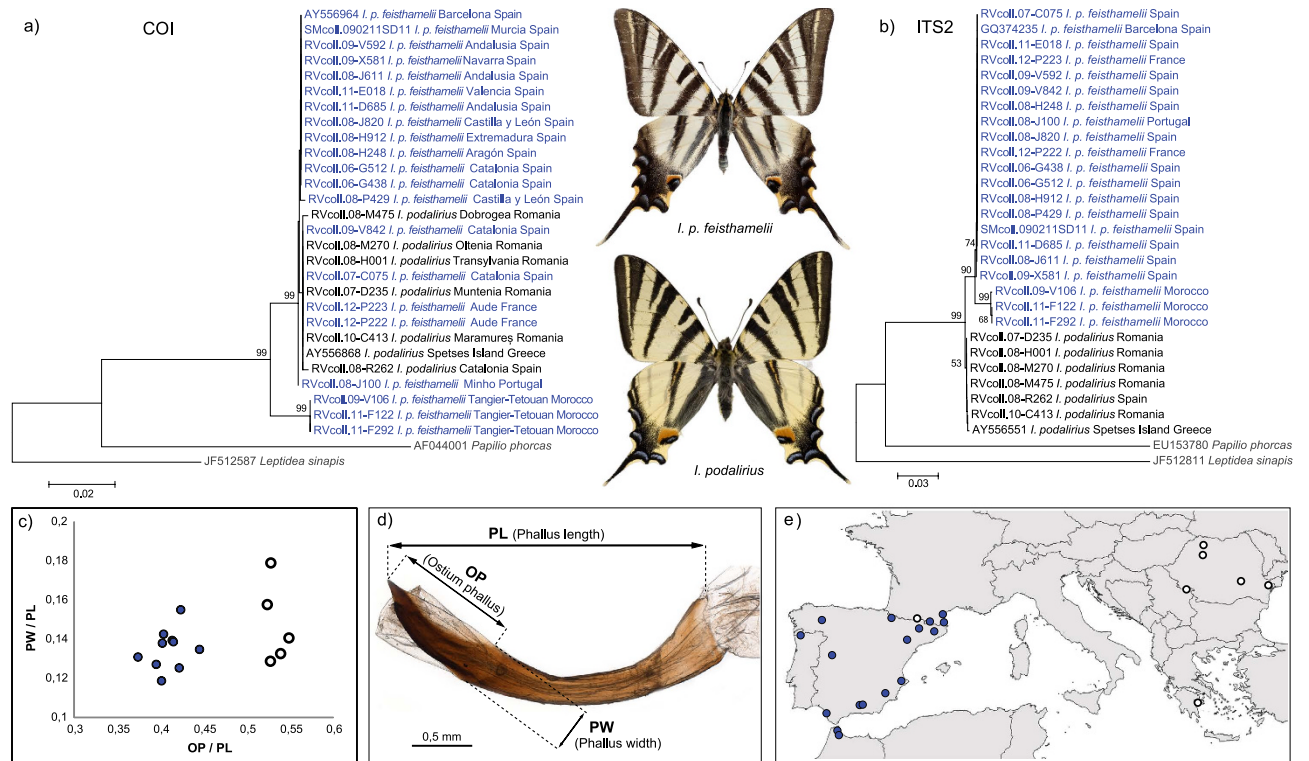 a)
COI
AY556964 I. p. feisthamelii Barcelona Spain
SMcoll.090211SD11 I. p. feisthamelii Murcia Spain
RVcoll.09-V592 I. p. feisthamelii Andalusia Spain
RVcoll.09-X581 I. p. feisthamelii Navarra Spain
RVcoll.08-J611 I. p. feisthamelii Andalusia Spain
RVcoll.11-E018 I. p. feisthamelii Valencia Spain
RVcoll.11-D685 I. p. feisthamelii Andalusia Spain
RVcoll.08-J820 I. p. feisthamelii Castilla y León Spain
RVcoll.08-H912 I. p. feisthamelii Extremadura Spain
RVcoll.08-H248 I. p. feisthamelii Aragón Spain
RVcoll.06-G512 I. p. feisthamelii Catalonia Spain
RVcoll.06-G438 I. p. feisthamelii Catalonia Spain
RVcoll.08-P429 I. p. feisthamelii Castilla y León Spain
RVcoll.08-M475 I. podalirius Dobrogea Romania
RVcoll.09-V842 I. p. feisthamelii Catalonia Spain
RVcoll.08-M270 I. podalirius Oltenia Romania
RVcoll.08-H001 I. podalirius Transylvania Romania
RVcoll.07-C075 I. p. feisthamelii Catalonia Spain
RVcoll.07-D235 I. podalirius Muntenia Romania
RVcoll.12-P223 I. p. feisthamelii Aude France
RVcoll.12-P222 I. p. feisthamelii Aude France
RVcoll.10-C413 I. podalirius Maramureș Romania
AY556868 I. podalirius Spetses Island Greece
RVcoll.08-R262 I. podalirius Catalonia Spain
RVcoll.08-J100 I. p. feisthamelii Minho Portugal
RVcoll.09-V106 I. p. feisthamelii Tangier-Tetouan Morocco
RVcoll.11-F122 I. p. feisthamelii Tangier-Tetouan Morocco
RVcoll.11-F292 I. p. feisthamelii Tangier-Tetouan Morocco
AF044001 Papilio phorcas
JF512587 Leptidea sinapis
99
99
99
0.02
I. p. feisthamelii
I. podalirius
b)
ITS2
RVcoll.07-C075 I. p. feisthamelii Spain
GQ374235 I. p. feisthamelii Barcelona Spain
RVcoll.11-E018 I. p. feisthamelii Spain
RVcoll.12-P223 I. p. feisthamelii France
RVcoll.09-V592 I. p. feisthamelii Spain
RVcoll.09-V842 I. p. feisthamelii Spain
RVcoll.08-H248 I. p. feisthamelii Spain
RVcoll.08-J100 I. p. feisthamelii Portugal
RVcoll.08-J820 I. p. feisthamelii Spain
RVcoll.12-P222 I. p. feisthamelii France
RVcoll.06-G438 I. p. feisthamelii Spain
RVcoll.06-G512 I. p. feisthamelii Spain
RVcoll.08-H912 I. p. feisthamelii Spain
RVcoll.08-P429 I. p. feisthamelii Spain
SMcoll.090211SD11 I. p. feisthamelii Spain
RVcoll.11-D685 I. p. feisthamelii Spain
RVcoll.08-J611 I. p. feisthamelii Spain
RVcoll.09-X581 I. p. feisthamelii Spain
RVcoll.09-V106 I. p. feisthamelii Morocco
RVcoll.11-F122 I. p. feisthamelii Morocco
RVcoll.11-F292 I. p. feisthamelii Morocco
RVcoll.07-D235 I. podalirius Romania
RVcoll.08-H001 I. podalirius Romania
RVcoll.08-M270 I. podalirius Romania
RVcoll.08-M475 I. podalirius Romania
RVcoll.08-R262 I. podalirius Spain
RVcoll.10-C413 I. podalirius Romania
AY556551 I. podalirius Spetses Island Greece
EU153780 Papilio phorcas
JF512811 Leptidea sinapis
74
90
99
68
99
53
0.03
c)
0,2
0,18
0,16
0,14
0,12
0,1
PW / PL
0,35
0,4
0,45
0,5
0,55
0,6
OP / PL
d)
PL (Phallus length)
OP
(Ostium phallus)
PW
(Phallus width)
0,5 mm
e)